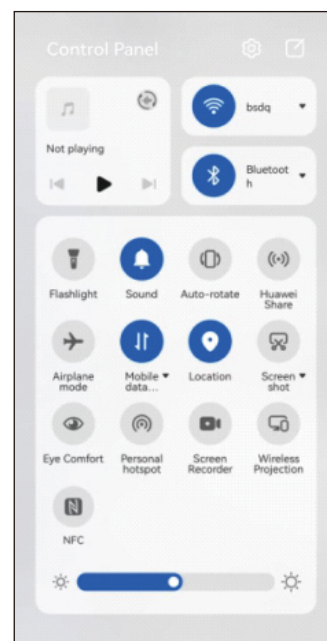 Control Panel
bsdq
Not playing
Bluetoot
h
Flashlight
Sound
Auto-rotate
Huawei
Share
Airplane
mode
Mobile
data...
Location
Screen
shot
Eye Comfort
Personal
hotspot
Screen
Recorder
Wireless
Projection
N
NFC